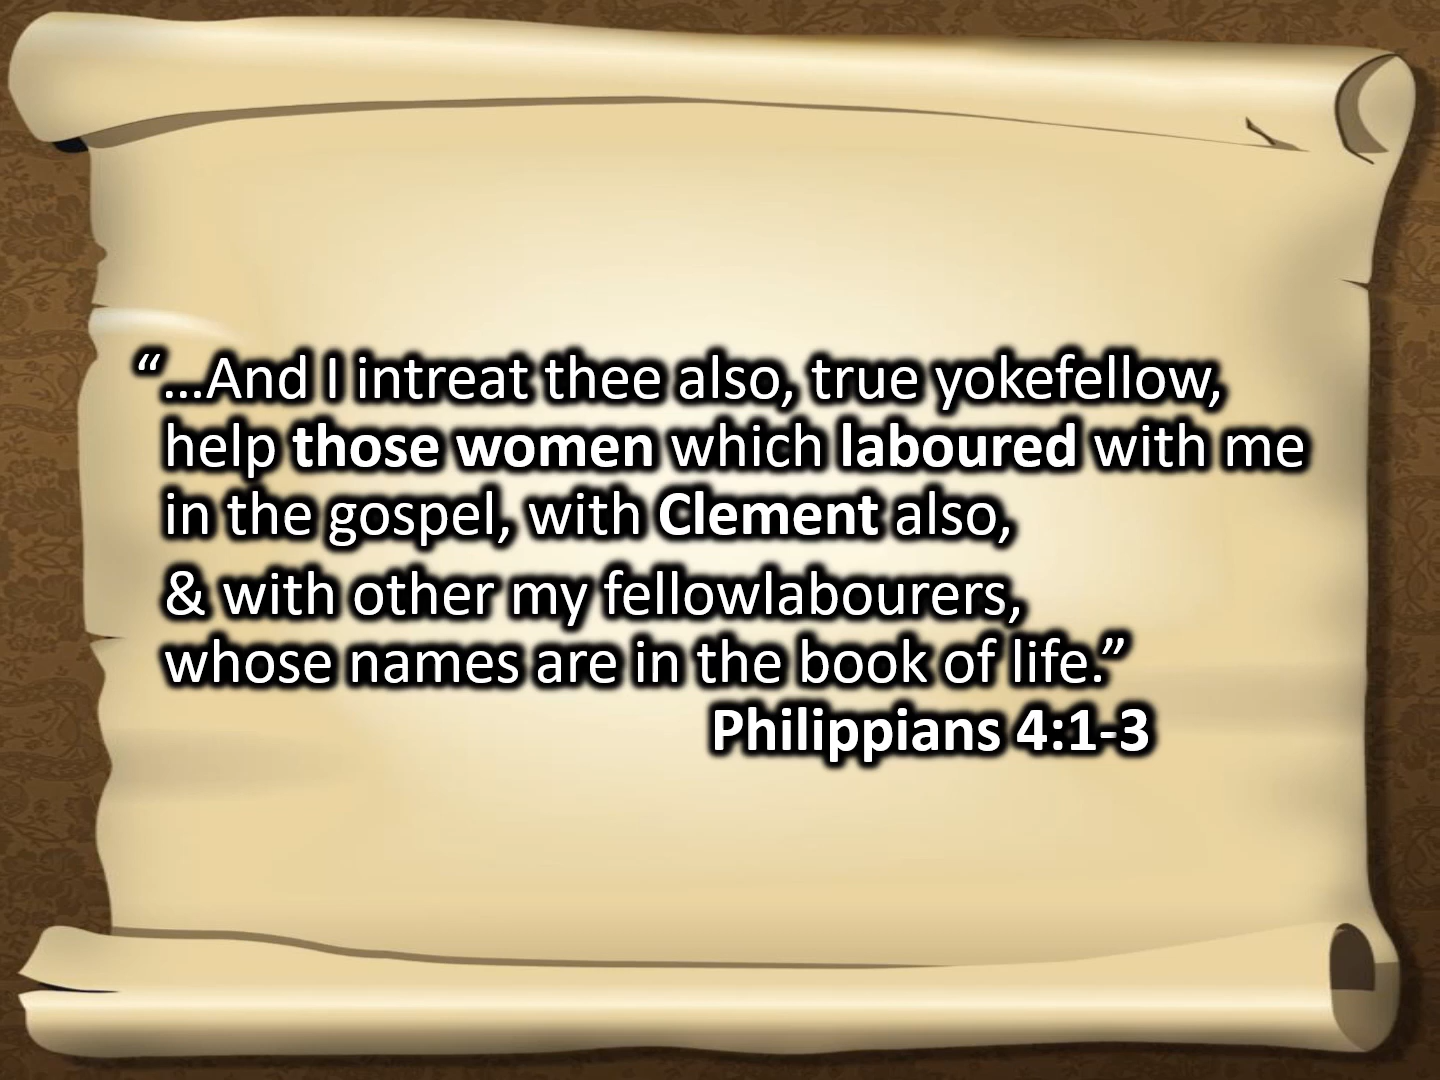 “…And I intreat thee also, true yokefellow,
help those women which laboured with me
in the gospel, with Clement also,
& with other my fellowlabourers,
whose names are in the book of life.”
Philippians 4:1-3